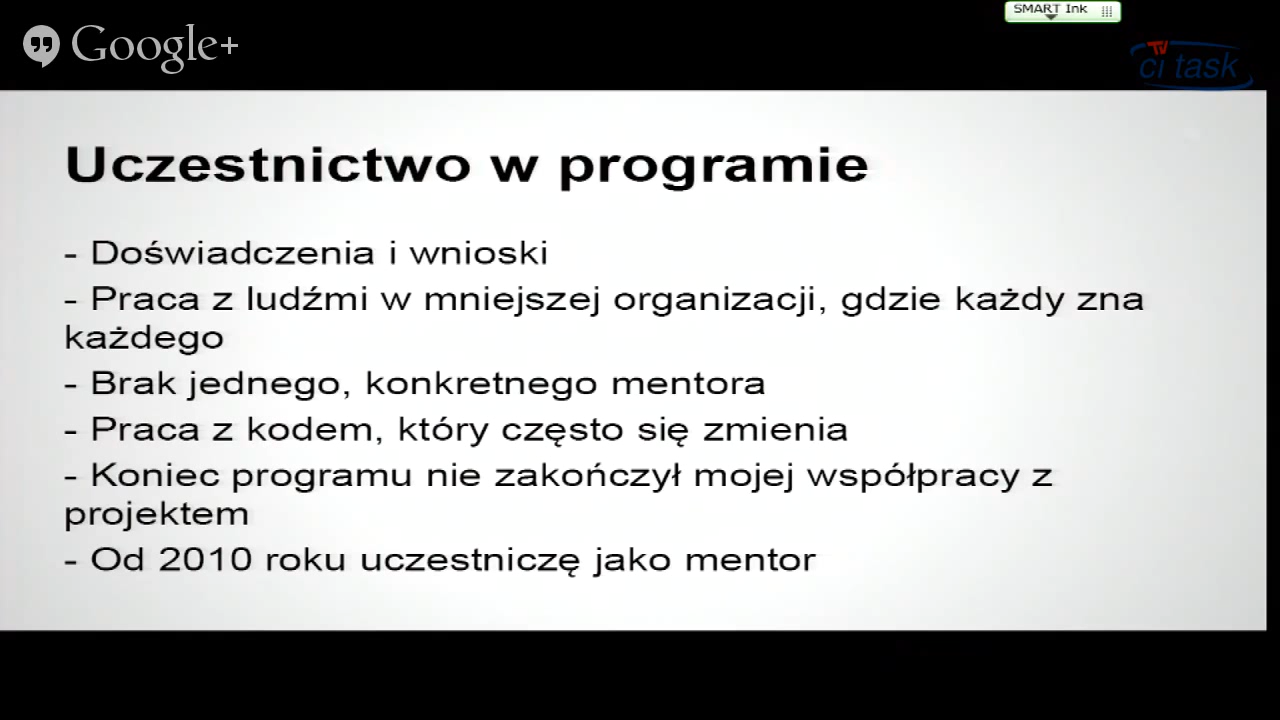 SMART Ink
Google+
TV
ci task
Uczestnictwo w programie
- Doświadczenia i wnioski
- Praca z ludźmi w mniejszej organizacji, gdzie każdy zna
każdego
- Brak jednego, konkretnego mentora
- Praca z kodem, który często się zmienia
- Koniec programu nie zakończył mojej współpracy z
projektem
- Od 2010 roku uczestniczę jako mentor